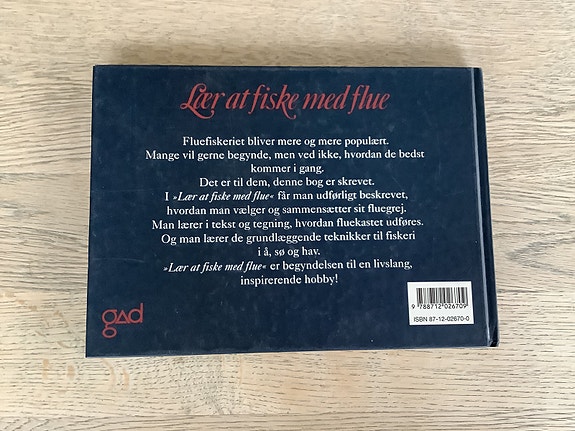 Lær at fiske med flue
Fluefiskeriet bliver mere og mere populært.
Mange vil gerne begynde, men ved ikke, hvordan de bedst
kommer i gang.
Det er til dem, denne bog er skrevet.
I »Lær at fiske med flue« får man udførligt beskrevet,
hvordan man vælger og sammensætter sit fluegrej.
Man lærer i tekst og tegning, hvordan fluekastet udføres.
Og man lærer de grundlæggende teknikker til fiskeri
i å, sø og hav.
»Lær at fiske med flue« er begyndelsen til en livslang,
inspirerende hobby!
gad
9 788712 026709
ISBN 87-12-02670-0